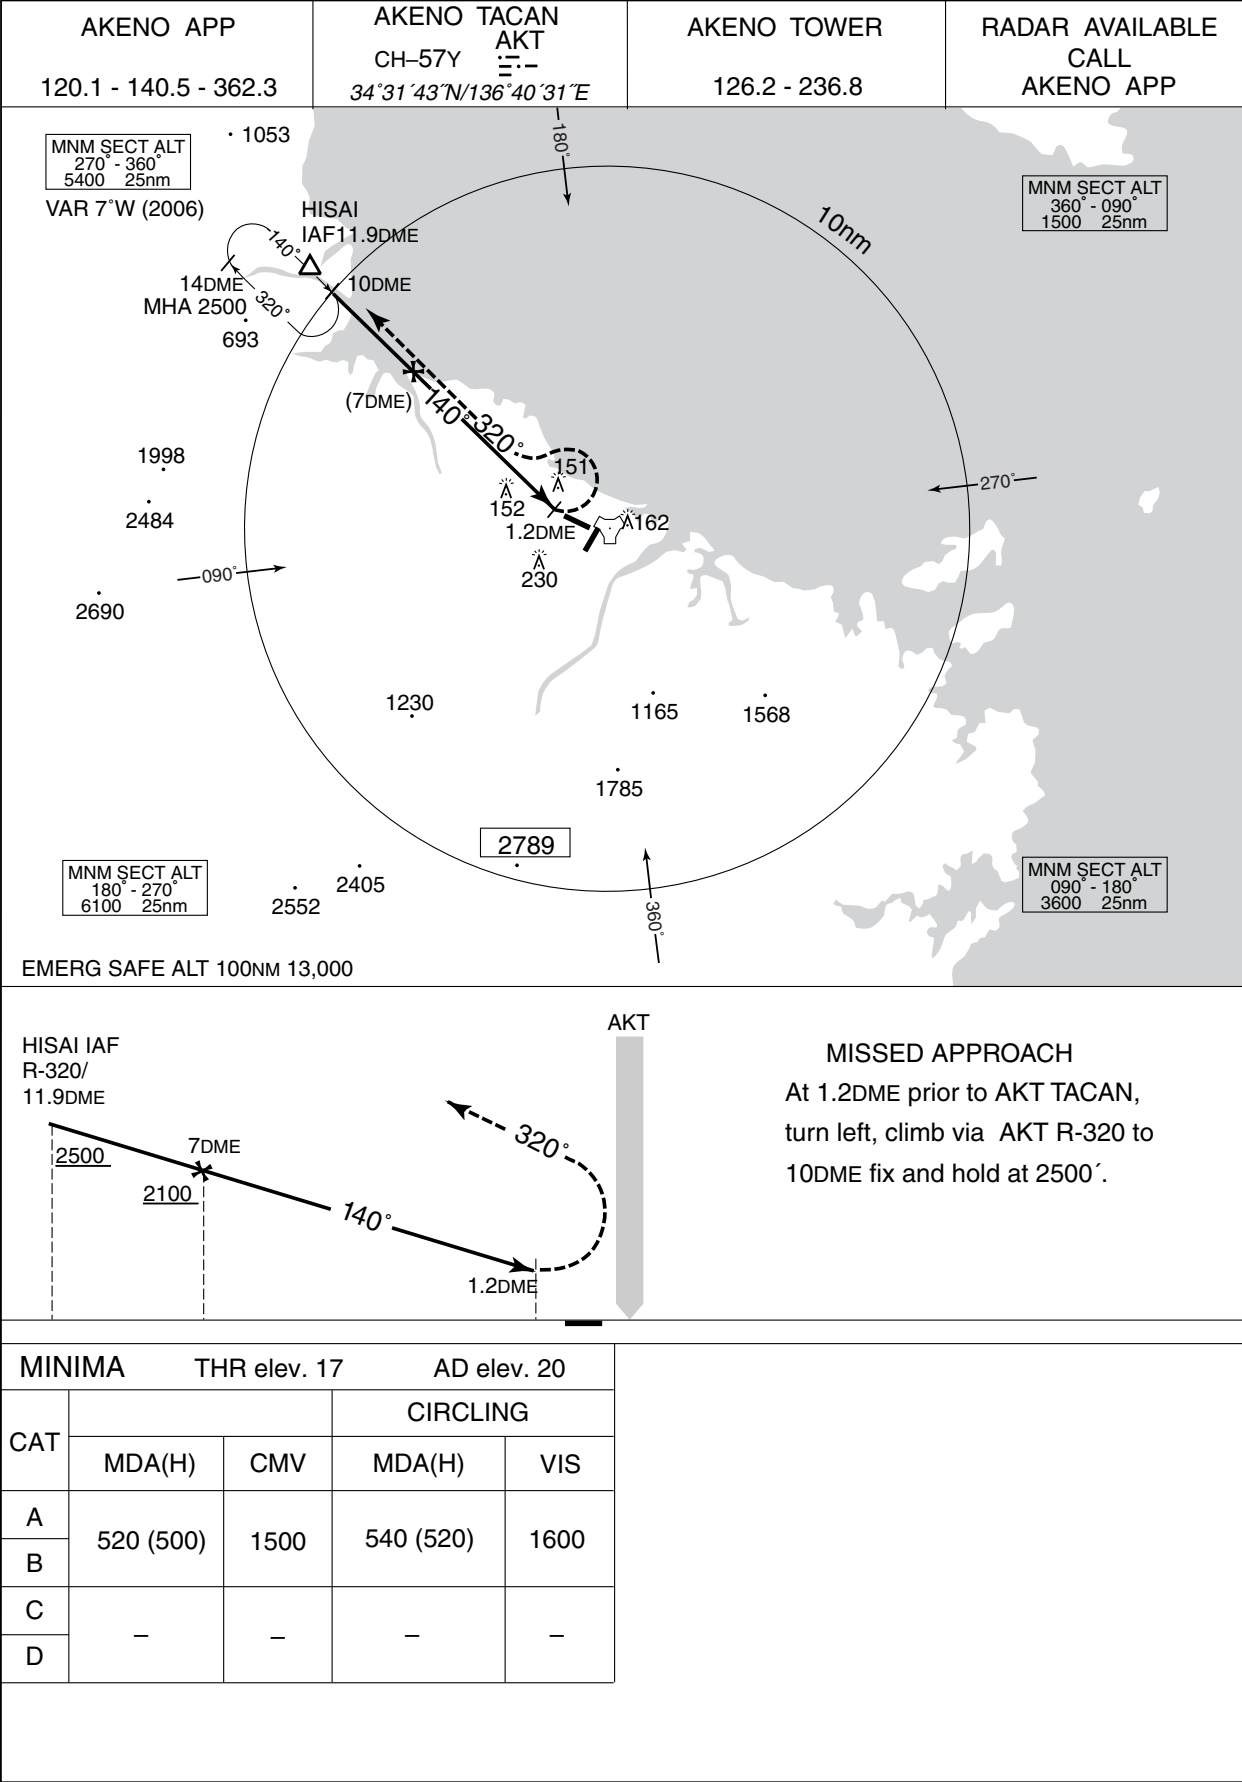 AKENO APP
120.1 - 140.5 - 362.3
AKENO TACAN
AKT
CH–57Y
34°31´43˝N/136°40´31˝E
AKENO TOWER
126.2 - 236.8
RADAR AVAILABLE
CALL
AKENO APP
MNM SECT ALT
270° - 360°
5400 25nm
VAR 7°W (2006)
1053
180°
MNM SECT ALT
360° - 090°
1500 25nm
10nm
HISAI
IAF11.9DME
140°
14DME
10DME
MHA 2500
320°
693
(7DME)
140°
320°
1998
2484
151
152
1.2DME
162
230
270°
090°
2690
1230
1165
1568
1785
2789
2405
2552
360°
MNM SECT ALT
180° - 270°
6100 25nm
MNM SECT ALT
090° - 180°
3600 25nm
EMERG SAFE ALT 100NM 13,000
AKT
HISAI IAF
R-320/
11.9DME
2500
7DME
2100
140°
320°
1.2DME
MISSED APPROACH
At 1.2DME prior to AKT TACAN,
turn left, climb via AKT R-320 to
10DME fix and hold at 2500´.
MINIMA THR elev. 17 AD elev. 20
CAT CIRCLING
MDA(H) CMV MDA(H) VIS
A
520 (500) 1500 540 (520) 1600
B
C
– – – –
D